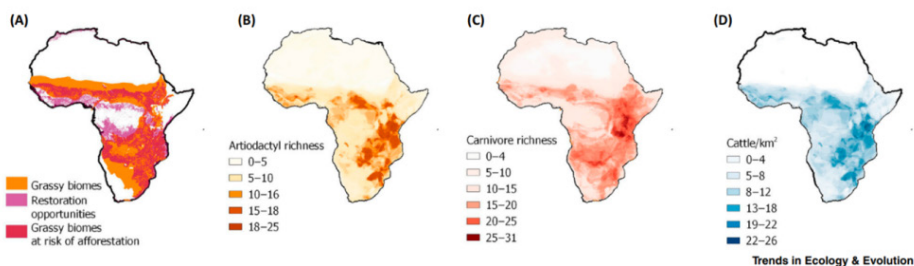 (A)
Grassy biomes
Restoration
opportunities
Grassy biomes
at risk of afforestation
(B)
Artiodactyl richness
0–5
5–10
10–16
15–18
18–25
(C)
Carnivore richness
0–4
5–10
10–15
15–20
20–25
25–31
(D)
Cattle/km²
0–4
5–8
8–12
13–18
19–22
22–26
Trends in Ecology & Evolution